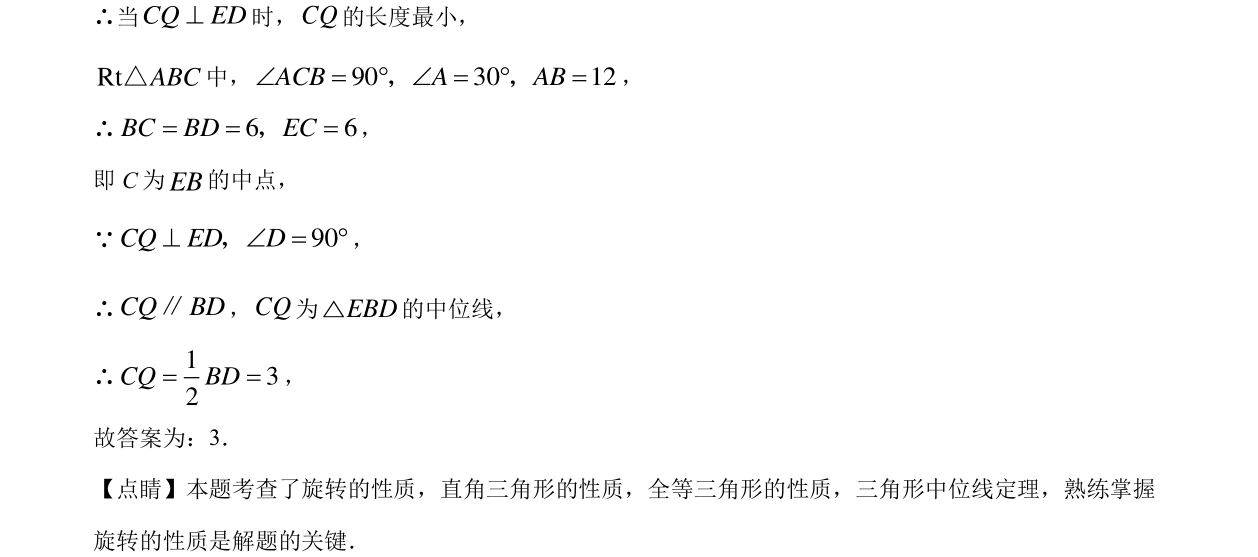 ∴当CQ⊥ED时，CQ的长度最小，
Rt△ABC中，∠ACB=90°，∠A=30°，AB=12，
∴BC=BD=6，EC=6，
即C为EB的中点，
∵CQ⊥ED，∠D=90°，
∴CQ∥BD，CQ为△EBD的中位线，
∴CQ=1/2BD=3，
故答案为：3．
【点睛】本题考查了旋转的性质，直角三角形的性质，全等三角形的性质，三角形中位线定理，熟练掌握
旋转的性质是解题的关键．